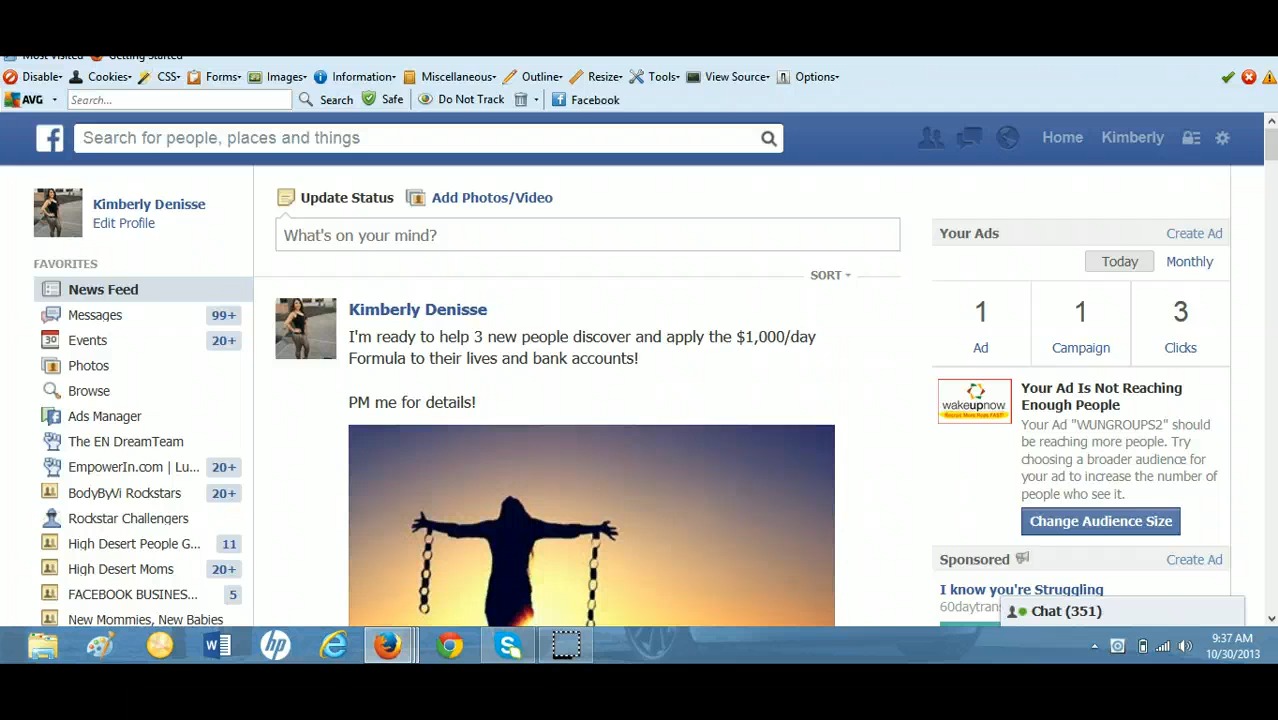 Most Visited Getting Started
Disable Cookies CSS Forms Images Information Miscellaneous Outline Resize Tools View Source Options
AVG Search... Search Safe Do Not Track Facebook
Search for people, places and things Home Kimberly
Kimberly Denisse
Edit Profile
FAVORITES
News Feed
Messages 99+
30 Events 20+
Photos
Browse
Ads Manager
The EN DreamTeam
EmpowerIn.com | Lu... 20+
BodyByVi Rockstars 20+
Rockstar Challengers
High Desert People G... 11
High Desert Moms 20+
FACEBOOK BUSINES... 5
New Mommies, New Babies
Update Status Add Photos/Video
What's on your mind?
SORT
Kimberly Denisse
I'm ready to help 3 new people discover and apply the $1,000/day
Formula to their lives and bank accounts!
PM me for details!
Your Ads Create Ad
Today Monthly
1 1 3
Ad Campaign Clicks
wakeupnow
Your Ad Is Not Reaching
Enough People
Your Ad "WUNGROUPS2" should
be reaching more people. Try
choosing a broader audience for
your ad to increase the number of
people who see it.
Change Audience Size
Sponsored Create Ad
I know you're Struggling
60daytran
Chat (351)
9:37 AM
10/30/2013